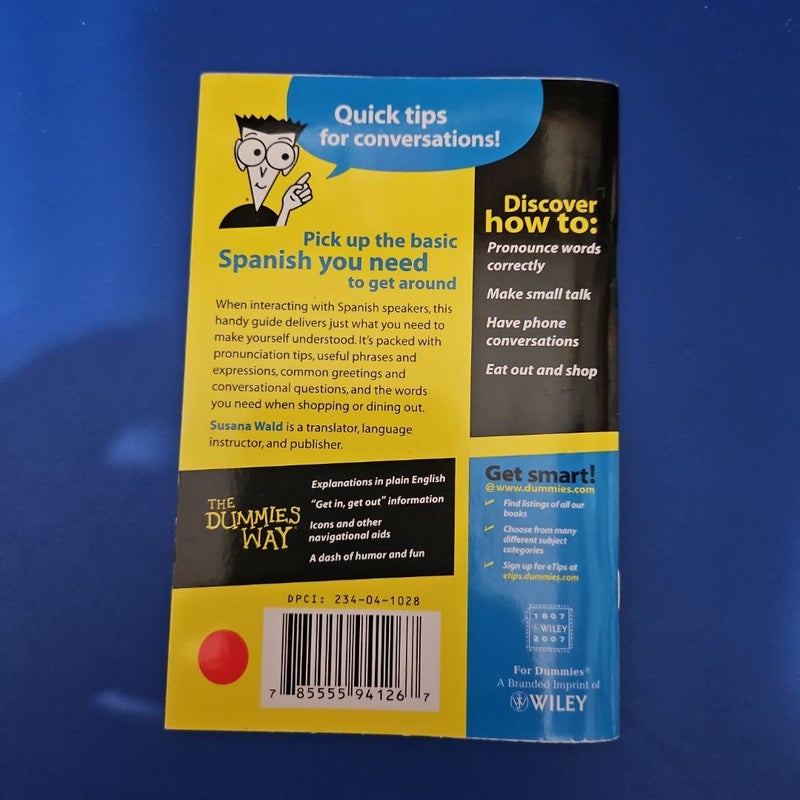 Quick tips
for conversations!
Pick up the basic
Spanish you need
to get around
When interacting with Spanish speakers, this
handy guide delivers just what you need to
make yourself understood. It's packed with
pronunciation tips, useful phrases and
expressions, common greetings and
conversational questions, and the words
you need when shopping or dining out.
Susana Wald is a translator, language
instructor, and publisher.
THE
DUMMIES
WAY®
Explanations in plain English
"Get in, get out" information
Icons and other
navigational aids
A dash of humor and fun
DPCI: 234-04-1028
7 85555 94126 7
Discover
how to:
Pronounce words
correctly
Make small talk
Have phone
conversations
Eat out and shop
Get smart!
@www.dummies.com
Find listings of all our
books
Choose from many
different subject
categories
Sign up for eTips at
etips.dummies.com
1807
WILEY
2007
For Dummies®
A Branded Imprint of
WILEY